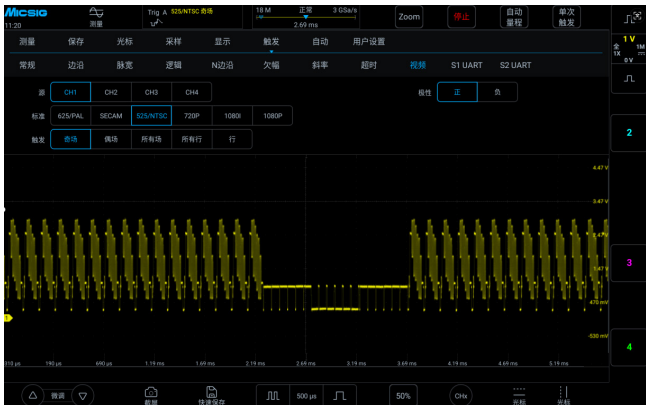 Micsig
11:20
测量
Trig A 525/NTSC 奇场
18 M 正常 3 GSa/s
2.69 ms
Zoom
停止
自动量程
单次触发
测量 保存 光标 采样 显示 触发 自动 用户设置
常规 边沿 脉宽 逻辑 N边沿 欠幅 斜率 超时 视频 S1 UART S2 UART
源 CH1 CH2 CH3 CH4 极性 正 负
标准 625/PAL SECAM 525/NTSC 720P 1080I 1080P
触发 奇场 偶场 所有场 所有行 行
1 V
全 1M
1X
0 V
2
3
4
4.47 V
3.47 V
2.47 V
1.47 V
470 mV
-530 mV
1
310 μs 190 μs 690 μs 1.19 ms 1.69 ms 2.19 ms 2.69 ms 3.19 ms 3.69 ms 4.19 ms 4.69 ms 5.19 ms
微调 截屏 快速保存 500 μs 50% CHx 光标 光标